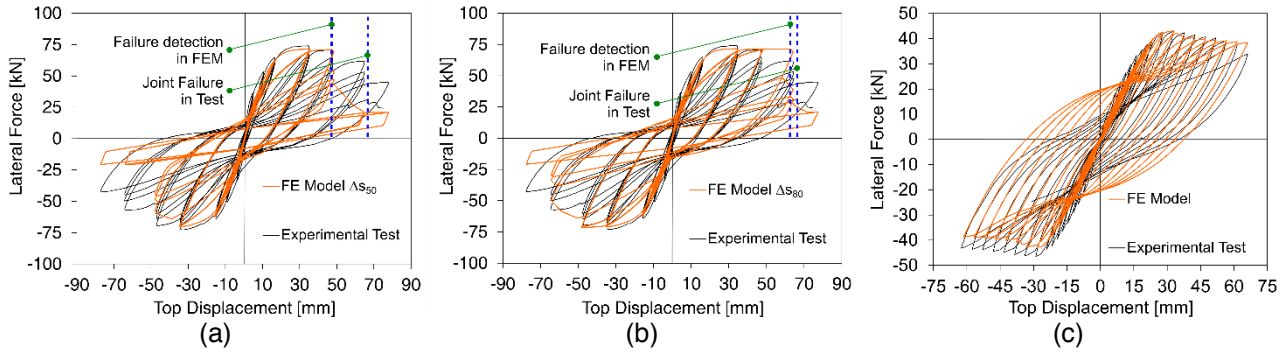 100
75
50
25
0
-25
-50
-75
-100
Lateral Force [kN]
Failure detection
in FEM
Joint Failure
in Test
FE Model Δs50
Experimental Test
-90 -70 -50 -30 -10 10 30 50 70 90
Top Displacement [mm]
(a)
100
75
50
25
0
-25
-50
-75
-100
Lateral Force [kN]
Failure detection
in FEM
Joint Failure
in Test
FE Model Δs80
Experimental Test
-90 -70 -50 -30 -10 10 30 50 70 90
Top Displacement [mm]
(b)
50
40
30
20
10
0
-10
-20
-30
-40
-50
Lateral Force [kN]
FE Model
Experimental Test
-75 -60 -45 -30 -15 0 15 30 45 60 75
Top Displacement [mm]
(c)